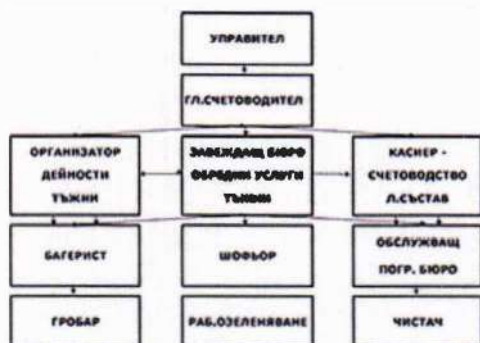 УПРАВИТЕЛ
ГЛ.СЧЕТОВОДИТЕЛ
ОРГАНИЗАТОР
ДЕЙНОСТИ
ТЪЖНИ
ЗАВЕЖДАЩ БЮРО
ОБРЕДНИ УСЛУГИ
ТЪЖНИ
КАСИЕР -
СЧЕТОВОДСТВО
Л.СЪСТАВ
БАГЕРИСТ
ШОФЬОР
ОБСЛУЖВАЩ
ПОГР. БЮРО
ГРОБАР
РАБ.ОЗЕЛЕНЯВАНЕ
ЧИСТАЧ